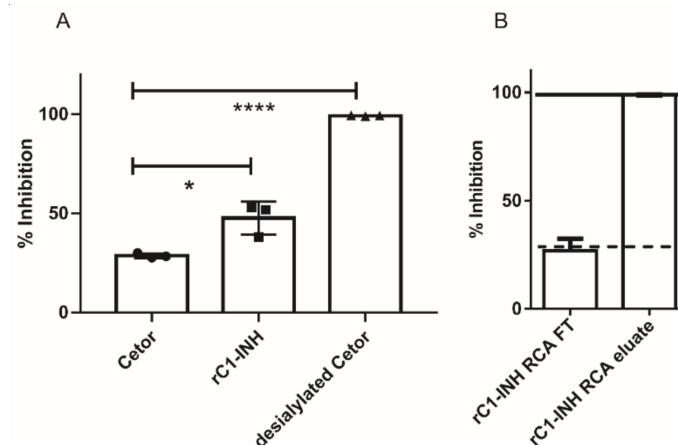 A
B
% Inhibition
100
50
0
****
*
Cetor
rC1-INH
desialylated Cetor
% Inhibition
100
50
0
rC1-INH RCA FT
rC1-INH RCA eluate